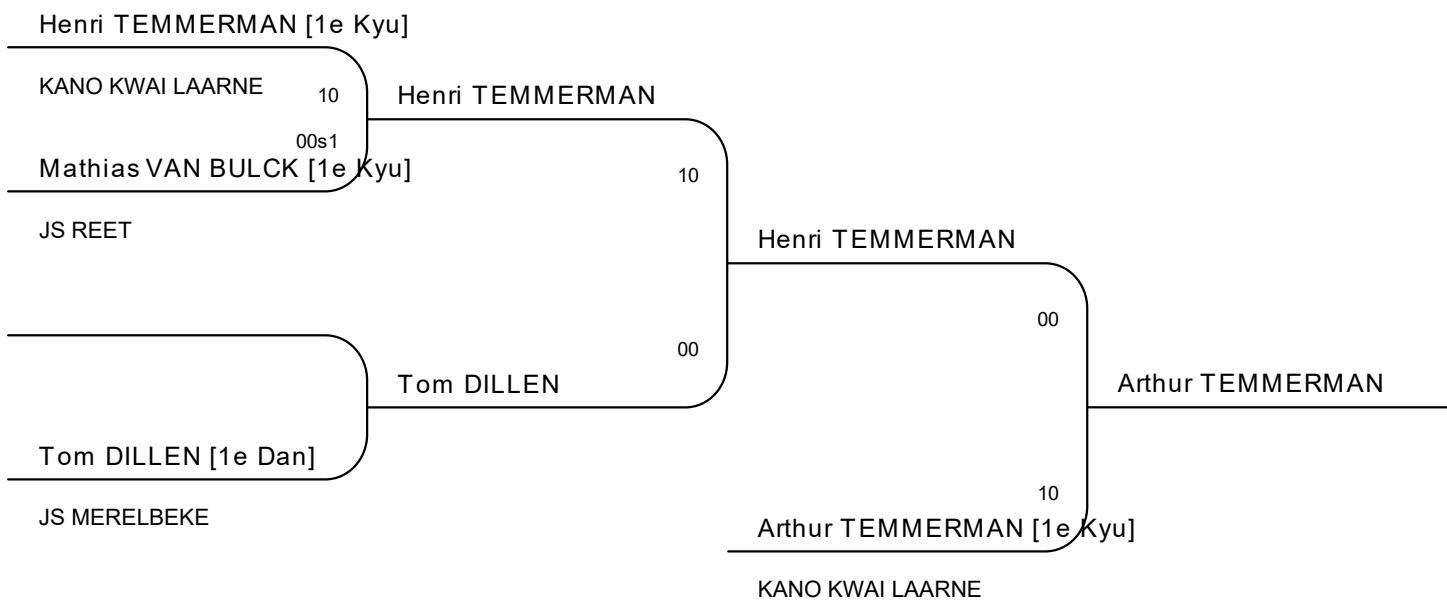 Henri TEMMERMAN [1e Kyu]
KANO KWAI LAARNE
10
Henri TEMMERMAN
00s1
Mathias VAN BULCK [1e Kyu]
10
JS REET
Henri TEMMERMAN
00
00
Tom DILLEN
Arthur TEMMERMAN
Tom DILLEN [1e Dan]
10
JS MERELBEKE
Arthur TEMMERMAN [1e Kyu]
KANO KWAI LAARNE